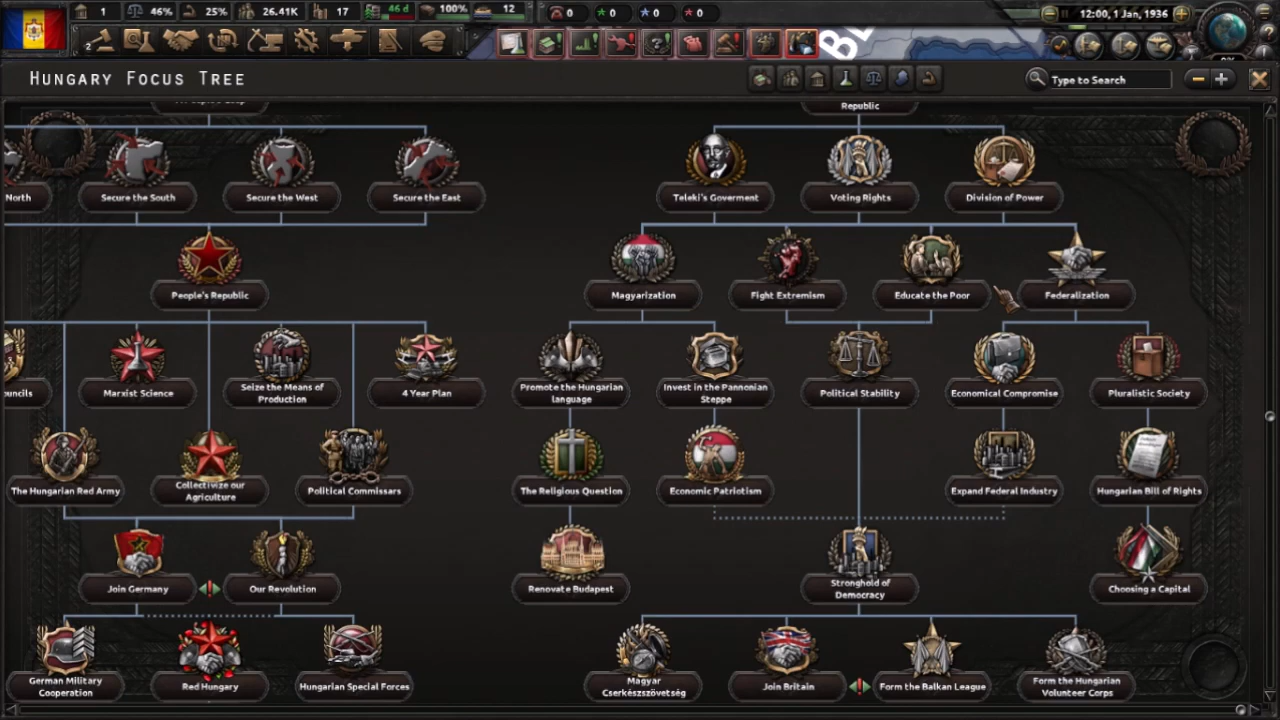 1 46% 25% 26.41K 17 46 d 100% 12 0 0 0 0 12:00, 1 Jan, 1936
2
BL
Hungary Focus Tree
Type to Search
Republic
North
Secure the South
Secure the West
Secure the East
Teleki's Goverment
Voting Rights
Division of Power
People's Republic
Magyarization
Fight Extremism
Educate the Poor
Federalization
ouncils
Marxist Science
Seize the Means of
Production
4 Year Plan
Promote the Hungarian
language
Invest in the Pannonian
Steppe
Political Stability
Economical Compromise
Pluralistic Society
The Hungarian Red Army
Collectivize our
Agriculture
Political Commissars
The Religious Question
Economic Patriotism
Expand Federal Industry
Hungarian Bill of Rights
Join Germany
Our Revolution
Renovate Budapest
Stronghold of
Democracy
Choosing a Capital
German Military
Cooperation
Red Hungary
Hungarian Special Forces
Magyar
Cserkészszövetség
Join Britain
Form the Balkan League
Form the Hungarian
Volunteer Corps